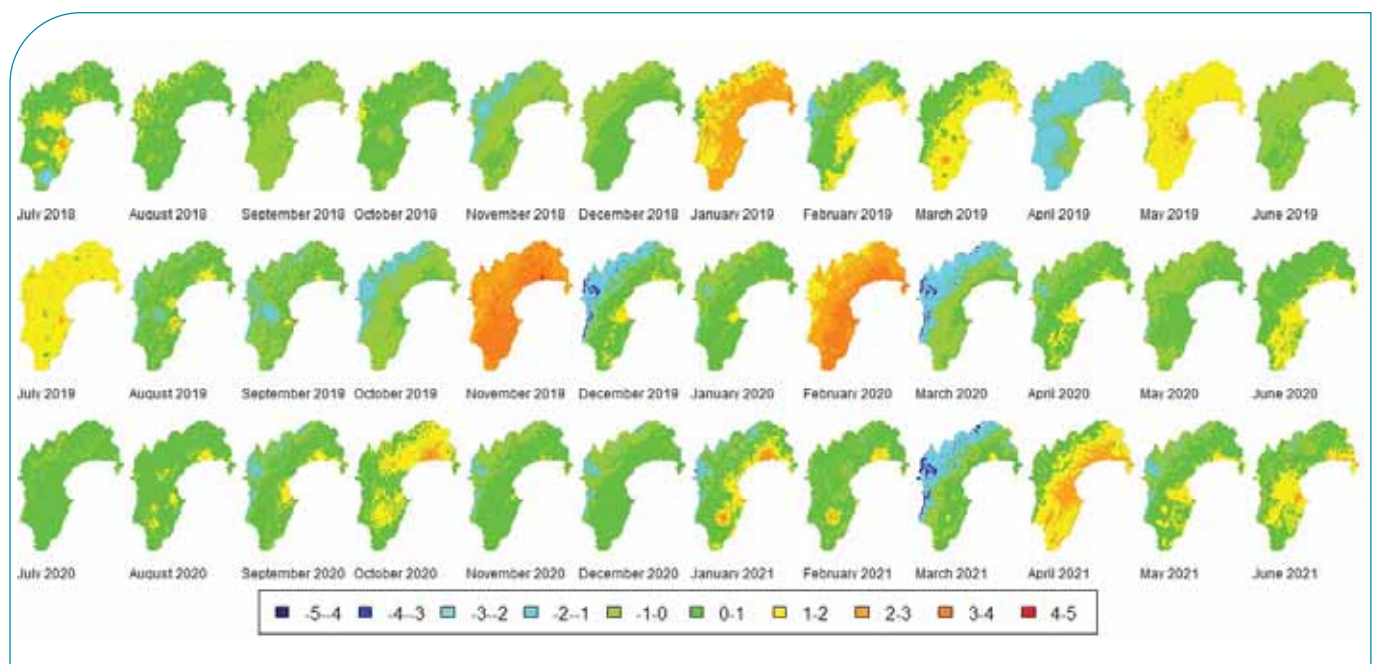 July 2018 August 2018 September 2018 October 2018 November 2018 December 2018 January 2019 February 2019 March 2019 April 2019 May 2019 June 2019
July 2019 August 2019 September 2019 October 2019 November 2019 December 2019 January 2020 February 2020 March 2020 April 2020 May 2020 June 2020
July 2020 August 2020 September 2020 October 2020 November 2020 December 2020 January 2021 February 2021 March 2021 April 2021 May 2021 June 2021
-5--4 -4--3 -3--2 -2--1 -1-0 0-1 1-2 2-3 3-4 4-5